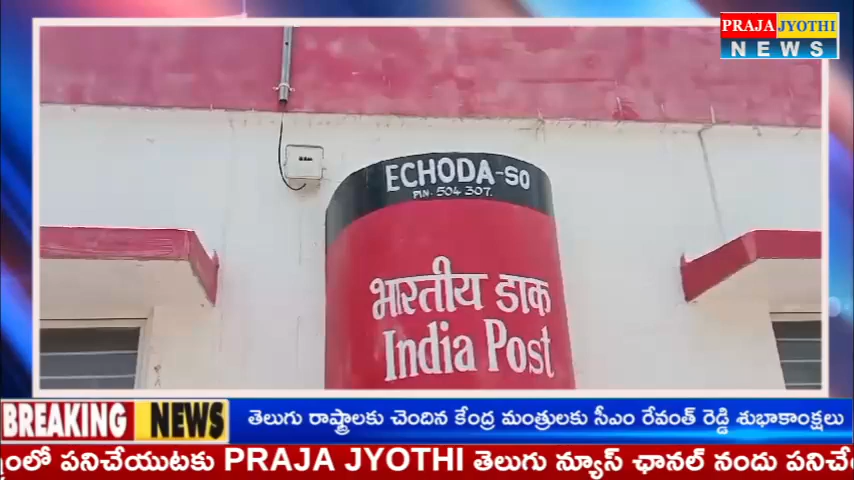 PRAJA JYOTHI
NEWS
ECHODA-SO
PIN. 504 307.
भारतीय डाक
India Post
BREAKING NEWS
తెలుగు రాష్ట్రాలకు చెందిన కేంద్ర మంత్రులకు సీఎం రేవంత్ రెడ్డి శుభాకాంక్షలు
పనిచేయుటకు PRAJA JYOTHI తెలుగు న్యూస్ ఛానల్ నందు